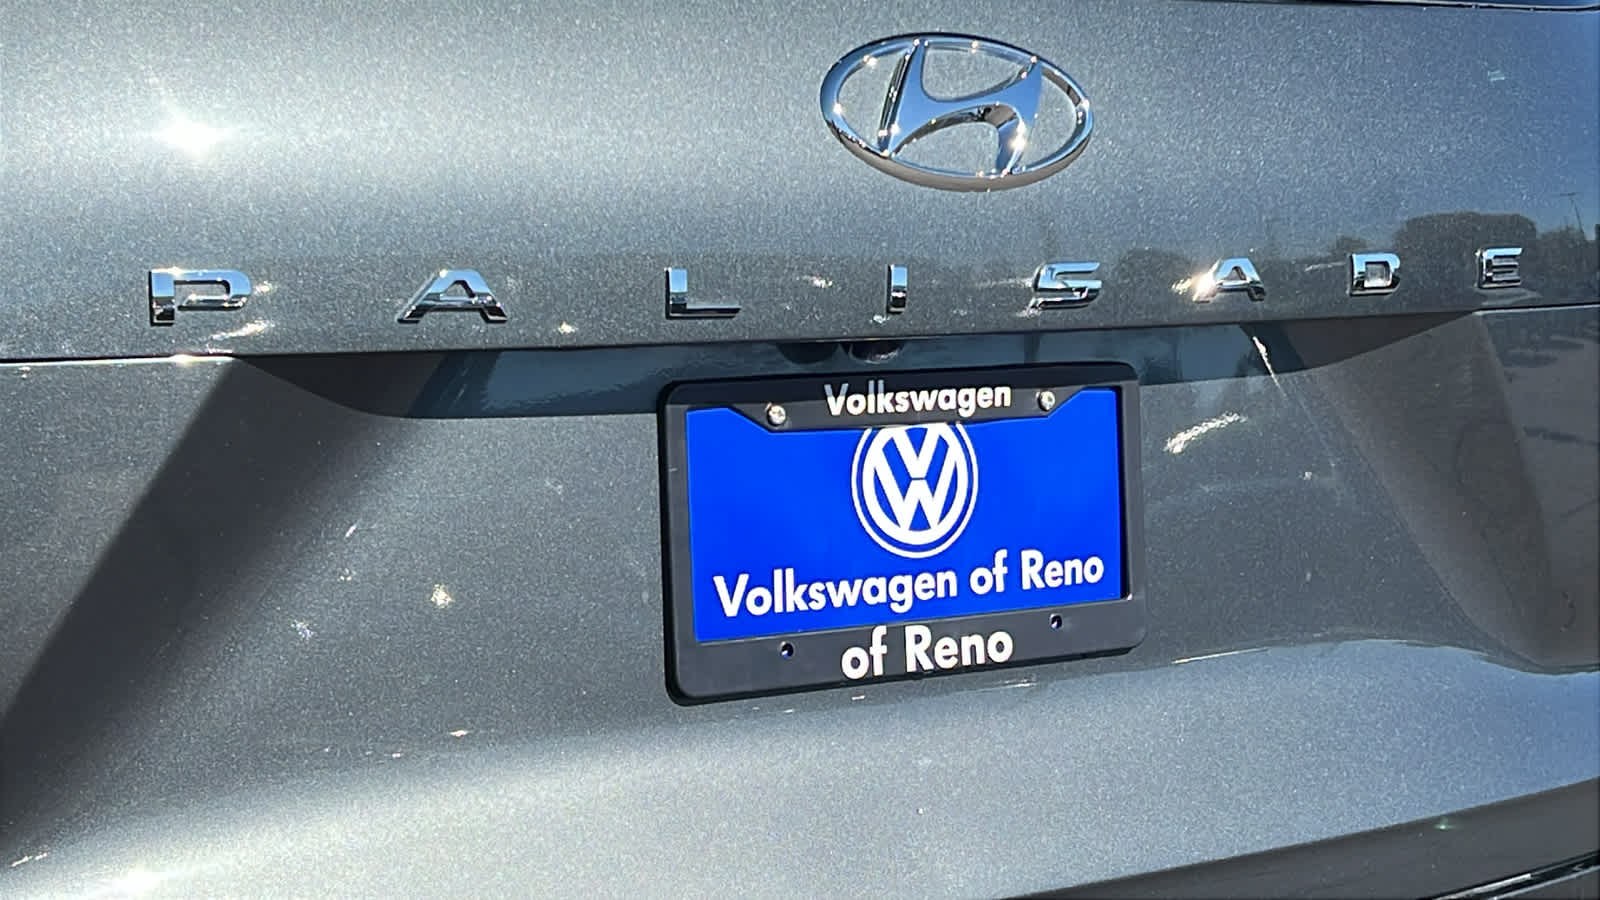 PALISADE
Volkswagen
Volkswagen of Reno
of Reno